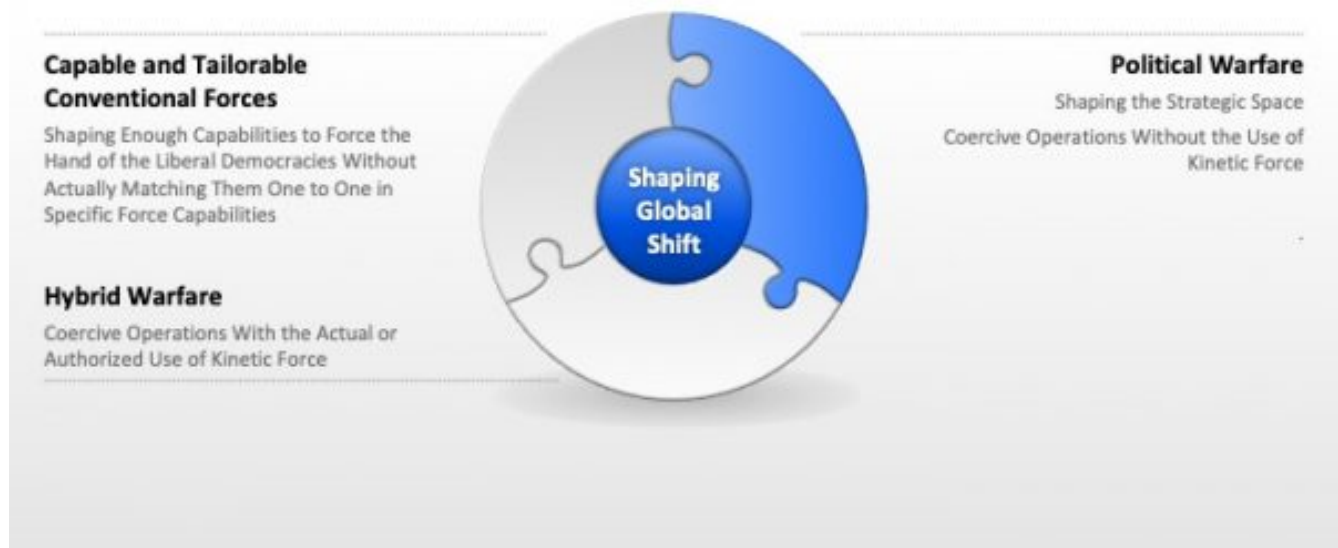 Capable and Tailorable
Conventional Forces
Shaping Enough Capabilities to Force the
Hand of the Liberal Democracies Without
Actually Matching Them One to One in
Specific Force Capabilities
Hybrid Warfare
Coercive Operations With the Actual or
Authorized Use of Kinetic Force
Shaping
Global
Shift
Political Warfare
Shaping the Strategic Space
Coercive Operations Without the Use of
Kinetic Force
.